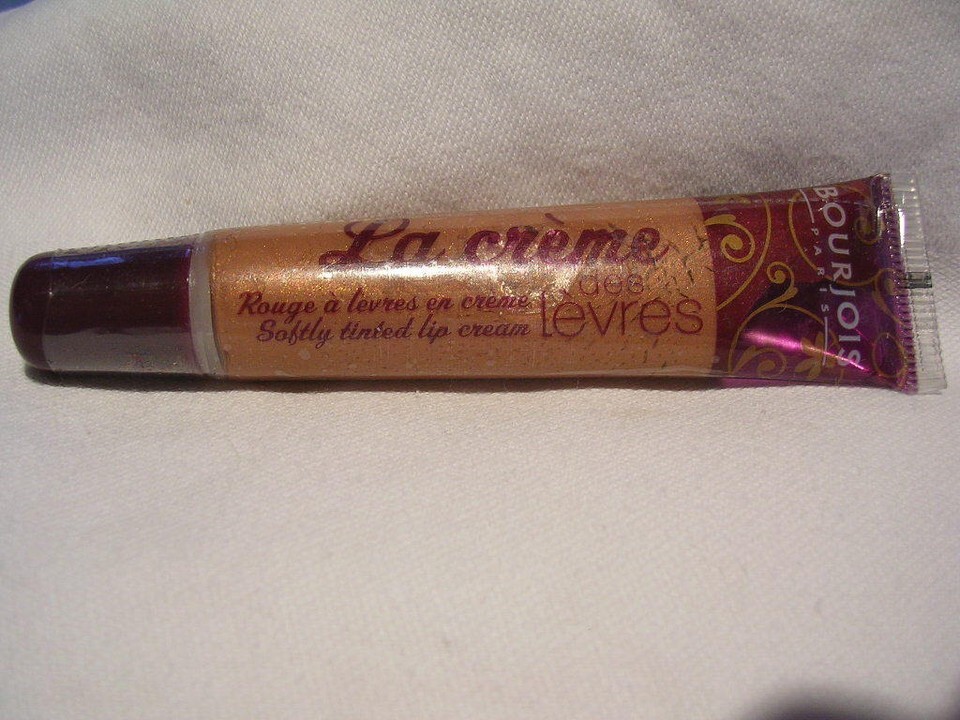 La crème
des
lèvres
Rouge à lèvres en crème
Softly tinted lip cream
BOURJOIS
PARIS